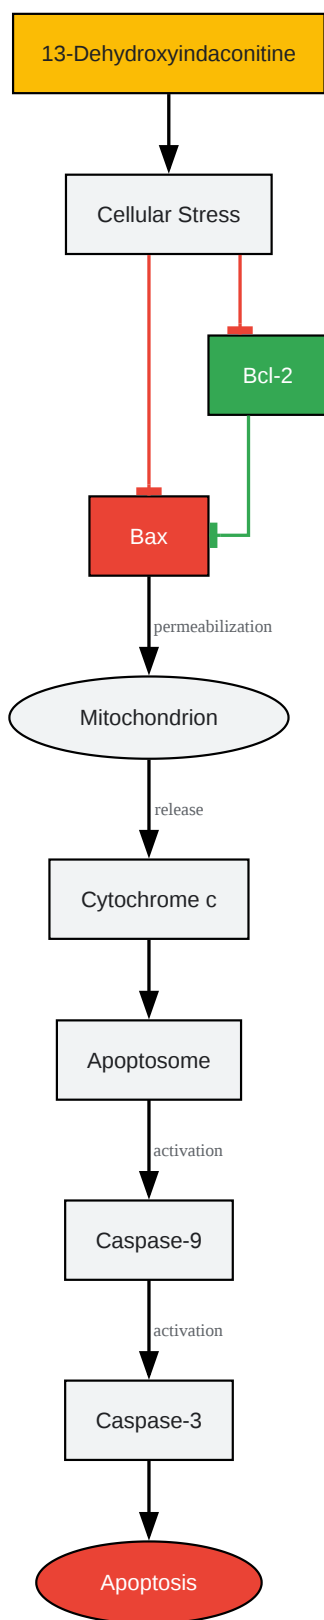 13-Dehydroxyindaconitine
Cellular Stress
Bcl-2
Bax
permeabilization
Mitochondrion
release
Cytochrome c
Apoptosome
activation
Caspase-9
activation
Caspase-3
Apoptosis